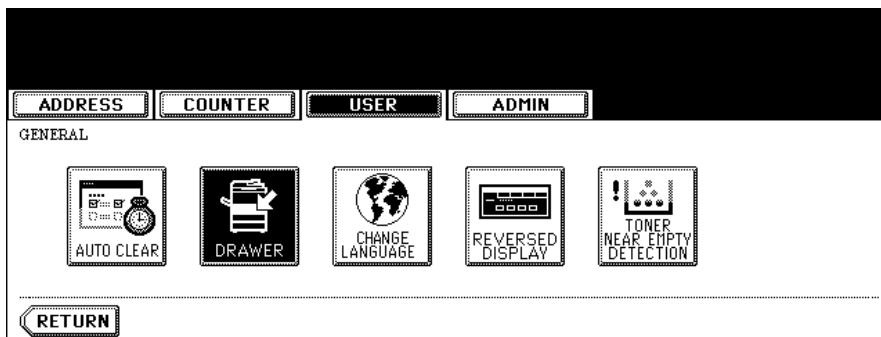 ADDRESS COUNTER USER ADMIN
GENERAL
AUTO CLEAR
DRAWER
CHANGE
LANGUAGE
REVERSED
DISPLAY
TONER
NEAR EMPTY
DETECTION
RETURN